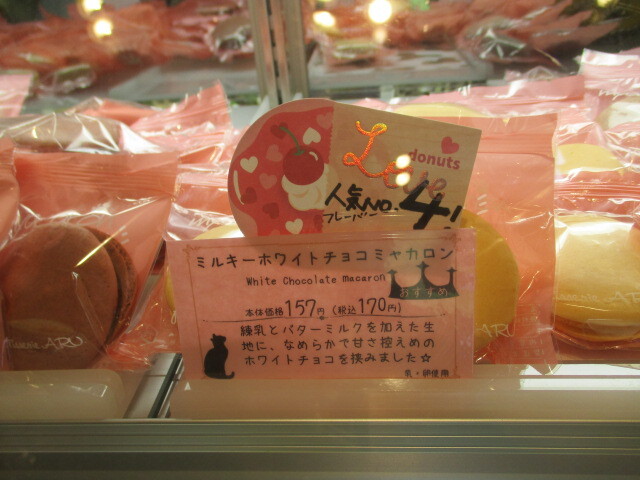 Love
donuts
人気NO.4!
フレーバー
ミルキーホワイトチョコミャカロン
White Chocolate Macaron
おすすめ
本体価格157円(税込170円)
練乳とバターミルクを加えた生
地に、なめらかで甘さ控えめの
ホワイトチョコを挟みました☆
乳・卵使用
ARU
ARU